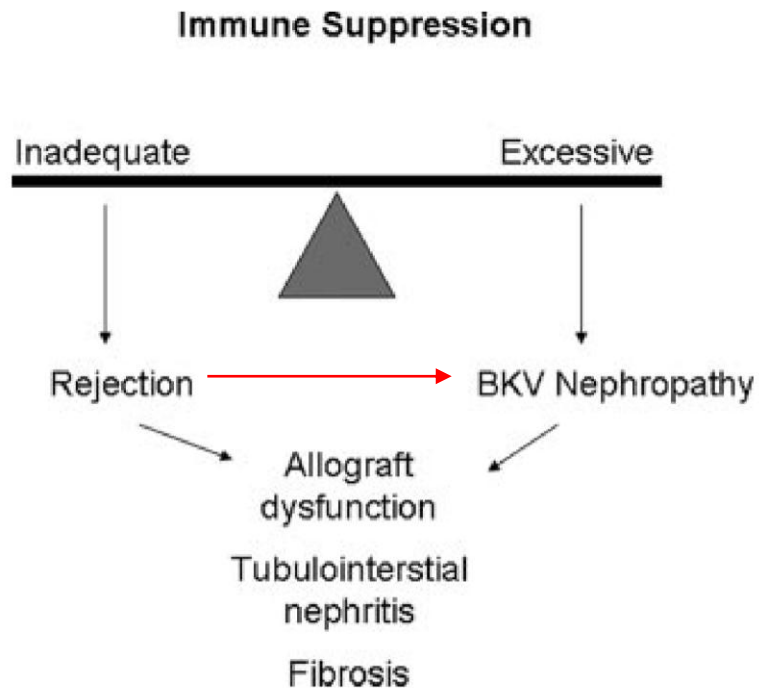 Immune Suppression
Inadequate
Excessive
Rejection
BKV Nephropathy
Allograft
dysfunction
Tubulointerstial
nephritis
Fibrosis